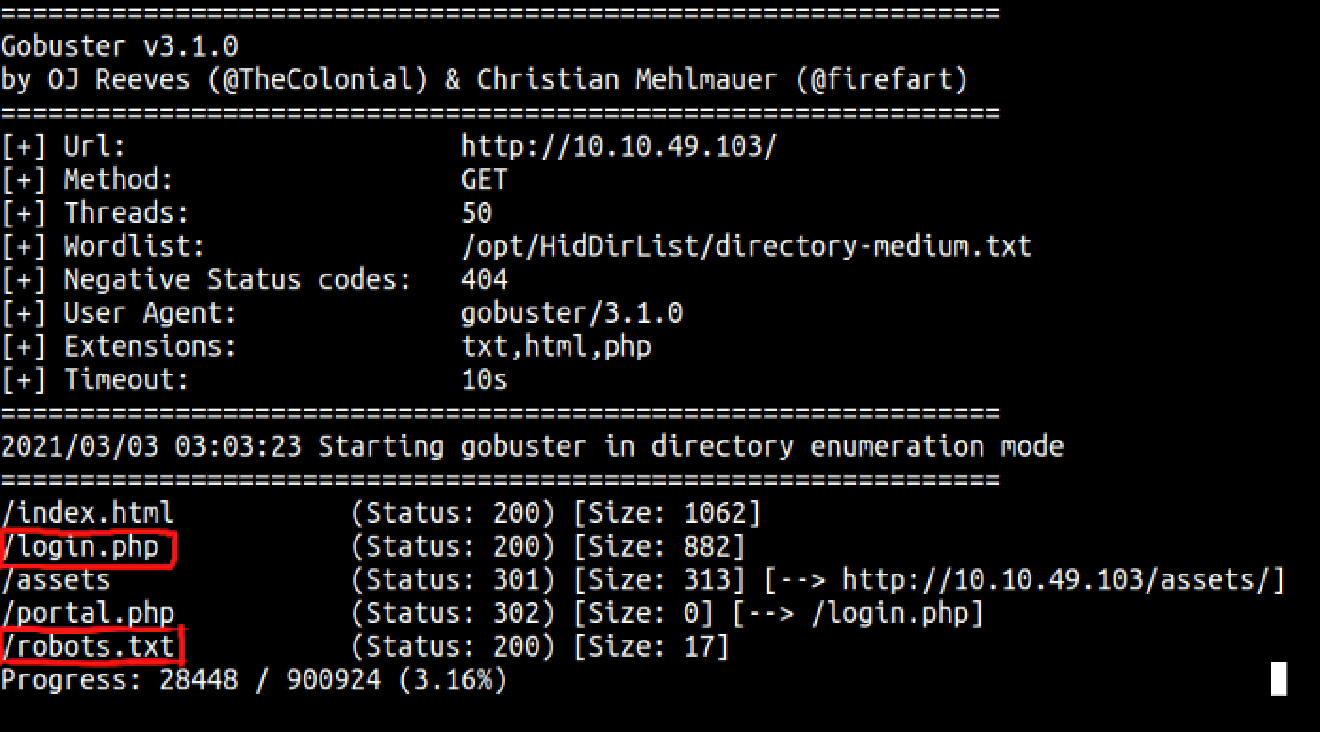 ===============================================================
Gobuster v3.1.0
by OJ Reeves (@TheColonial) & Christian Mehlmauer (@firefart)
===============================================================
[+] Url:                     http://10.10.49.103/
[+] Method:                  GET
[+] Threads:                 50
[+] Wordlist:                /opt/HidDirList/directory-medium.txt
[+] Negative Status codes:   404
[+] User Agent:              gobuster/3.1.0
[+] Extensions:              txt,html,php
[+] Timeout:                 10s
===============================================================
2021/03/03 03:03:23 Starting gobuster in directory enumeration mode
===============================================================
/index.html           (Status: 200) [Size: 1062]
/login.php            (Status: 200) [Size: 882]
/assets               (Status: 301) [Size: 313] [--> http://10.10.49.103/assets/]
/portal.php           (Status: 302) [Size: 0] [--> /login.php]
/robots.txt           (Status: 200) [Size: 17]
Progress: 28448 / 900924 (3.16%)